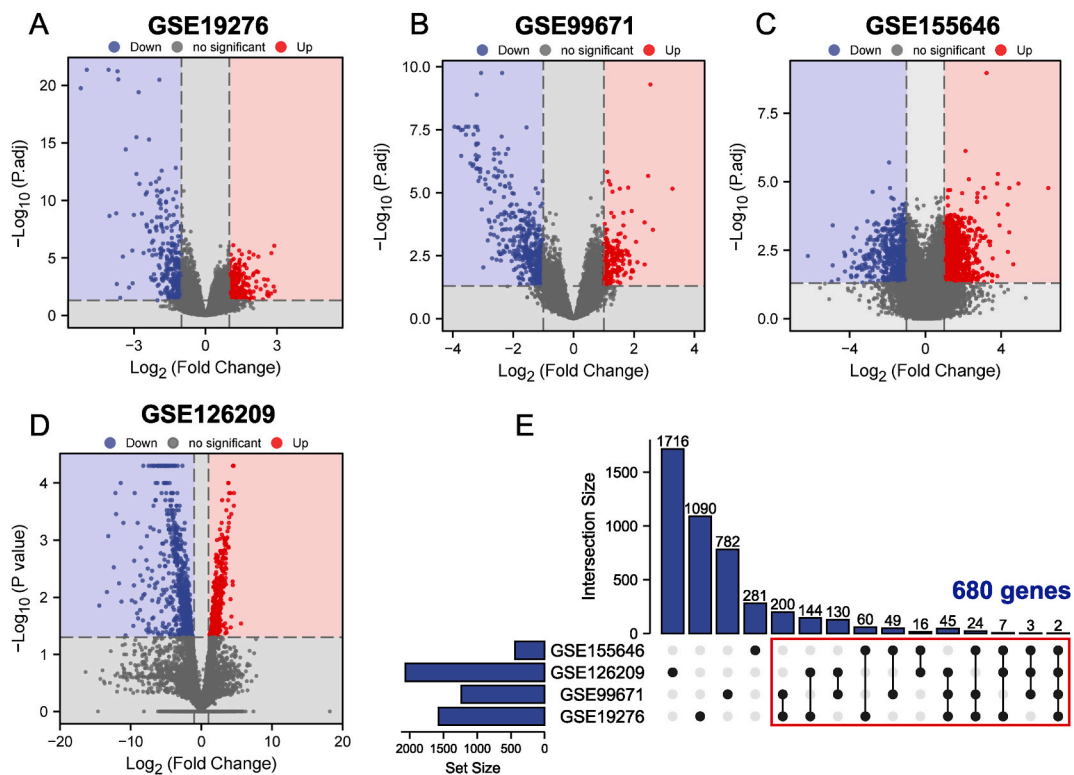 A
GSE19276
Down no significant Up
20
15
10
5
0
−Log10 (P.adj)
−3 0 3
Log2 (Fold Change)
B
GSE99671
Down no significant Up
10.0
7.5
5.0
2.5
0.0
−Log10 (P.adj)
−4 −2 0 2 4
Log2 (Fold Change)
C
GSE155646
Down no significant Up
7.5
5.0
2.5
0.0
−Log10 (P.adj)
−4 0 4
Log2 (Fold Change)
D
GSE126209
Down no significant Up
4
3
2
1
0
−Log10 (P value)
−20 −10 0 10 20
Log2 (Fold Change)
E
Intersection Size
1500
1000
500
0
1716 1090 782 281 200 144 130 60 49 16 45 24 7 3 2
680 genes
GSE155646
GSE126209
GSE99671
GSE19276
2000 1500 1000 500 0
Set Size